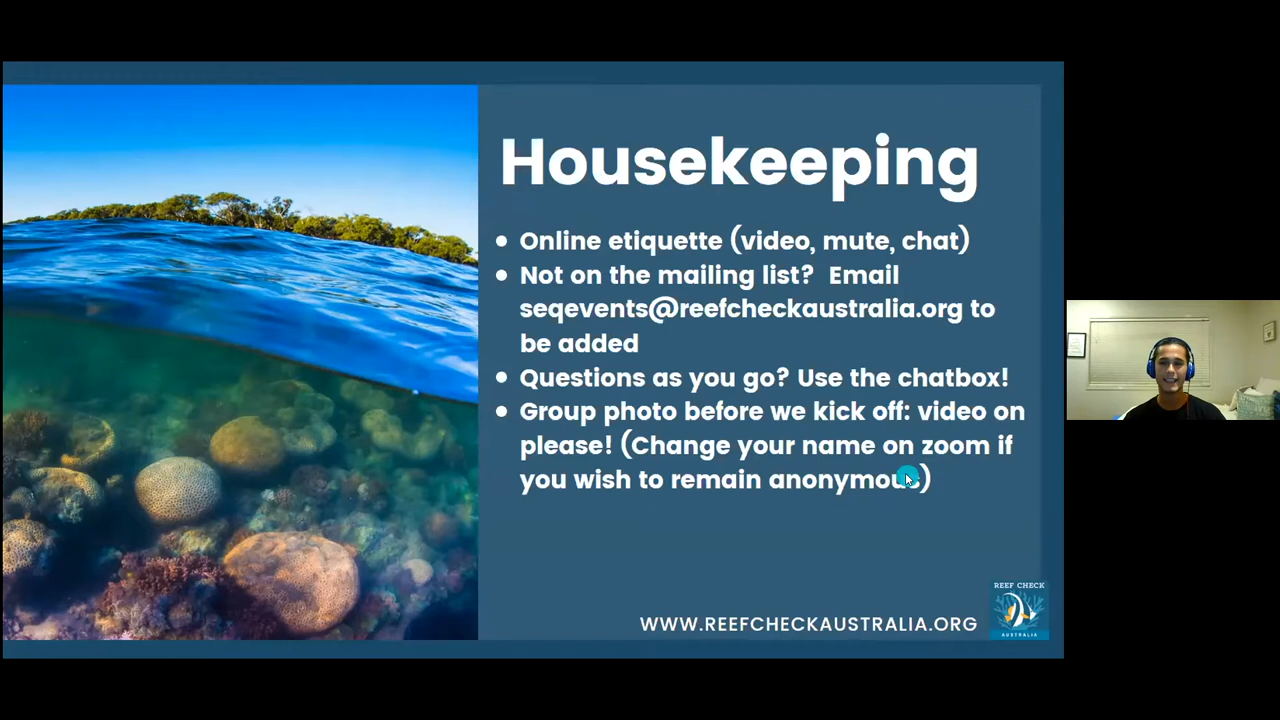 Housekeeping
• Online etiquette (video, mute, chat)
• Not on the mailing list?  Email
seqevents@reefcheckaustralia.org to
be added
• Questions as you go? Use the chatbox!
• Group photo before we kick off: video on
please! (Change your name on zoom if
you wish to remain anonymous)
WWW.REEFCHECKAUSTRALIA.ORG
REEF CHECK
AUSTRALIA